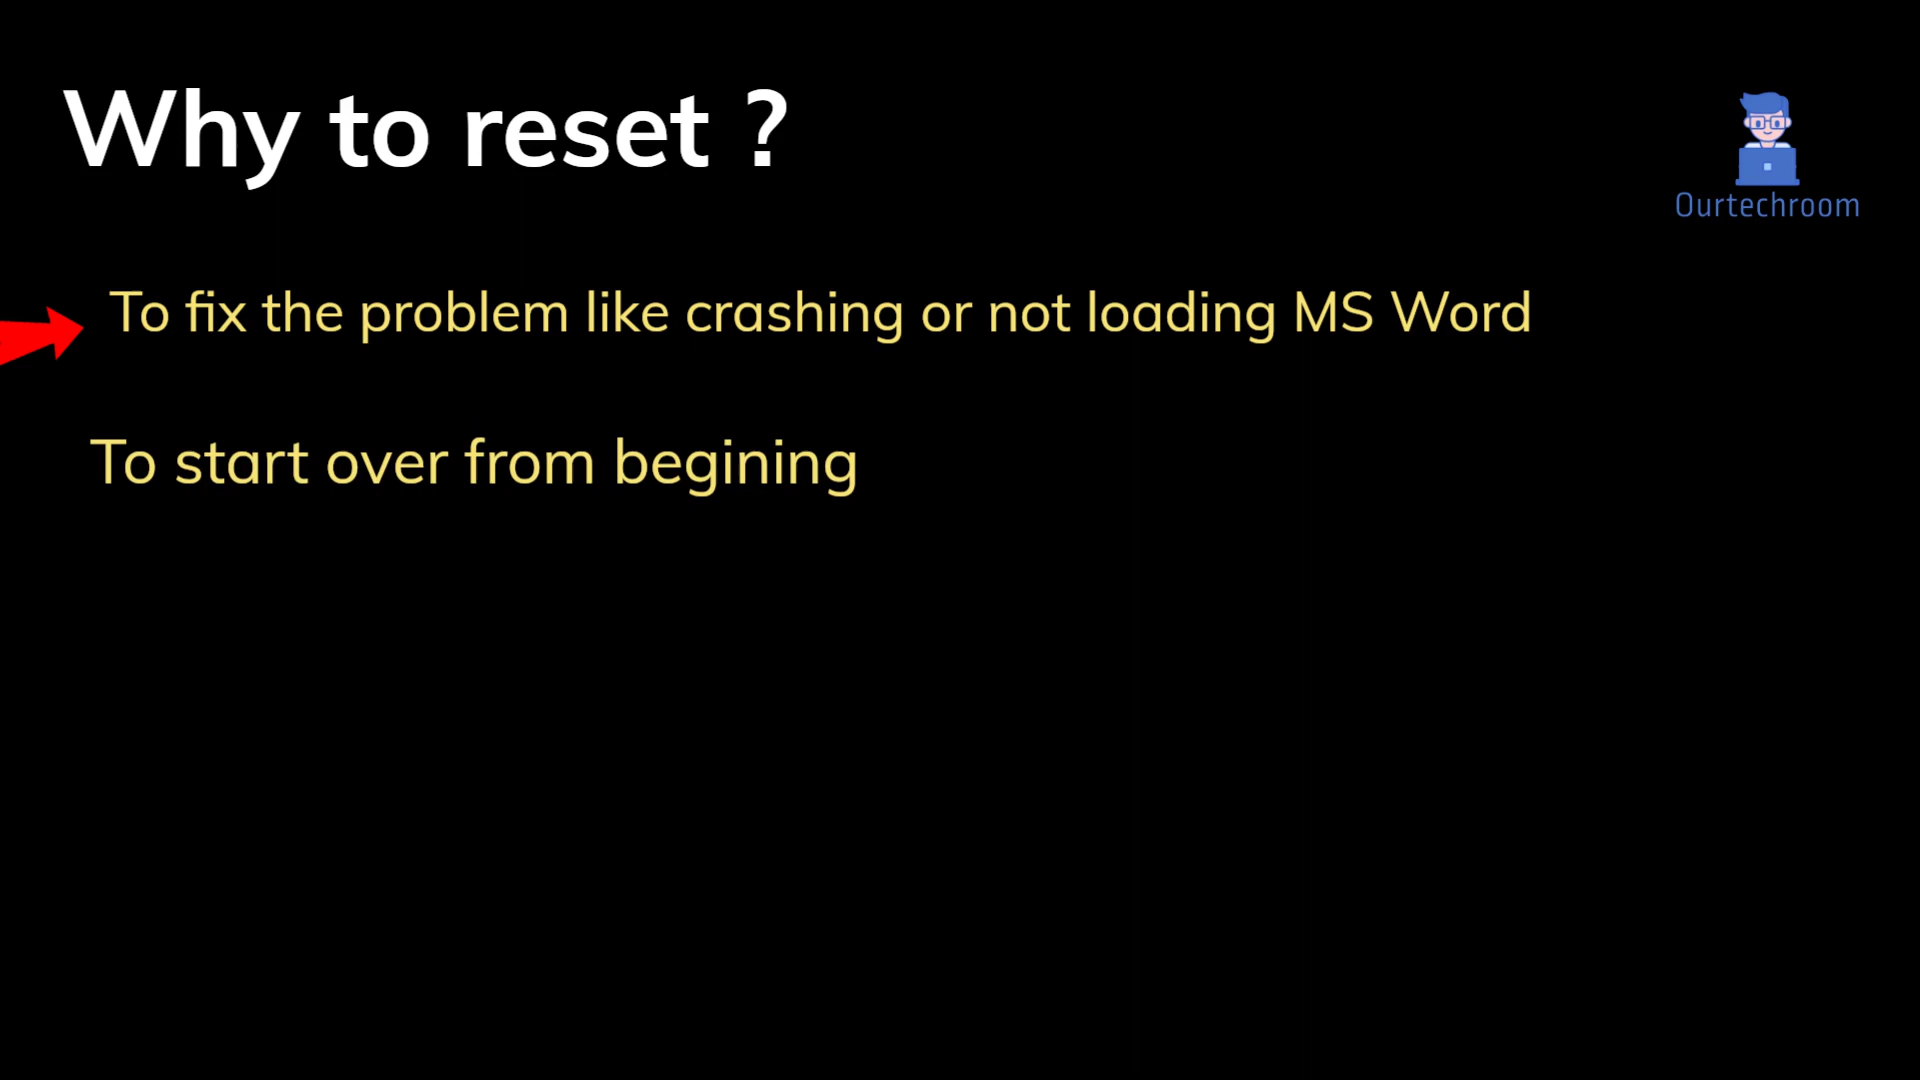 Why to reset ?
Ourtechroom
To fix the problem like crashing or not loading MS Word
To start over from begining